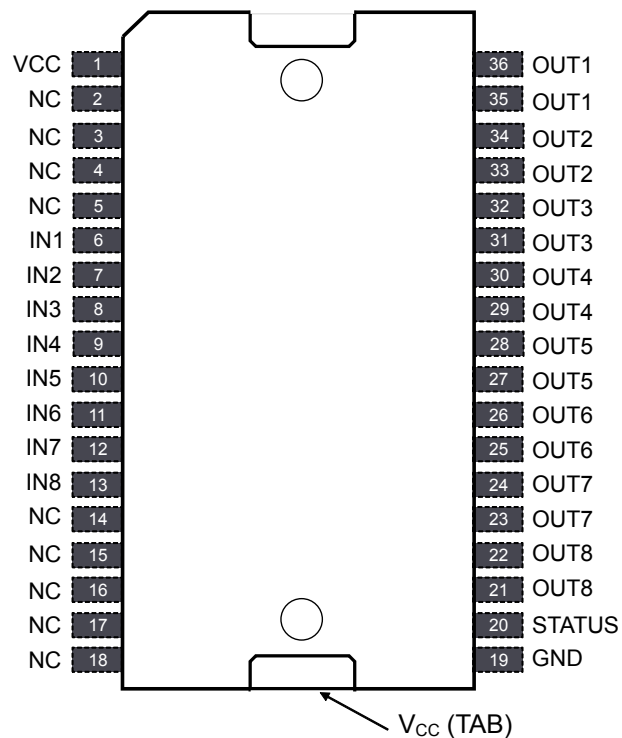 VCC 1 36 OUT1
NC 2 35 OUT1
NC 3 34 OUT2
NC 4 33 OUT2
NC 5 32 OUT3
IN1 6 31 OUT3
IN2 7 30 OUT4
IN3 8 29 OUT4
IN4 9 28 OUT5
IN5 10 27 OUT5
IN6 11 26 OUT6
IN7 12 25 OUT6
IN8 13 24 OUT7
NC 14 23 OUT7
NC 15 22 OUT8
NC 16 21 OUT8
NC 17 20 STATUS
NC 18 19 GND
VCC (TAB)